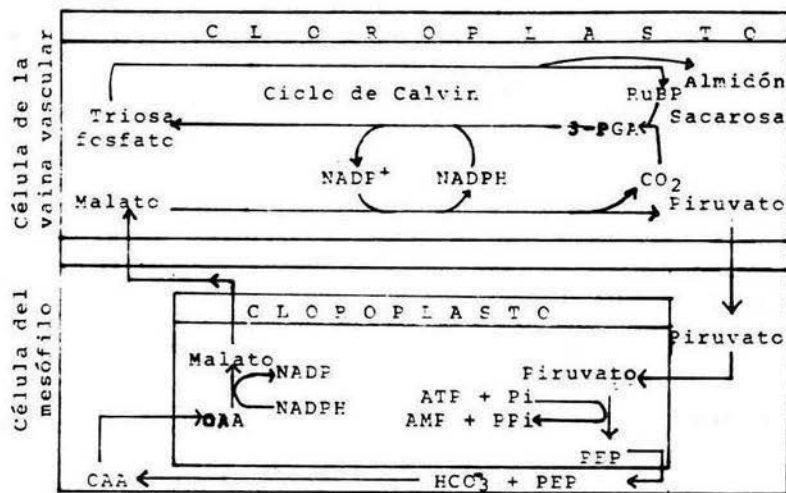 C L O R O P L A S T O
Célula de la
vaina vascular
Almidón
RuBP
Ciclo de Calvin
Sacarosa
Triosa
fosfato
3-PGA
NADP+ NADPH
CO2
Malato
Piruvato
Célula del
mesófilo
C L O P O P L A S T O
Piruvato
Malato
NADP
Piruvato
ATP + Pi
NADPH
OAA
AMP + PPi
PEP
CAA
HCO3- + PEP